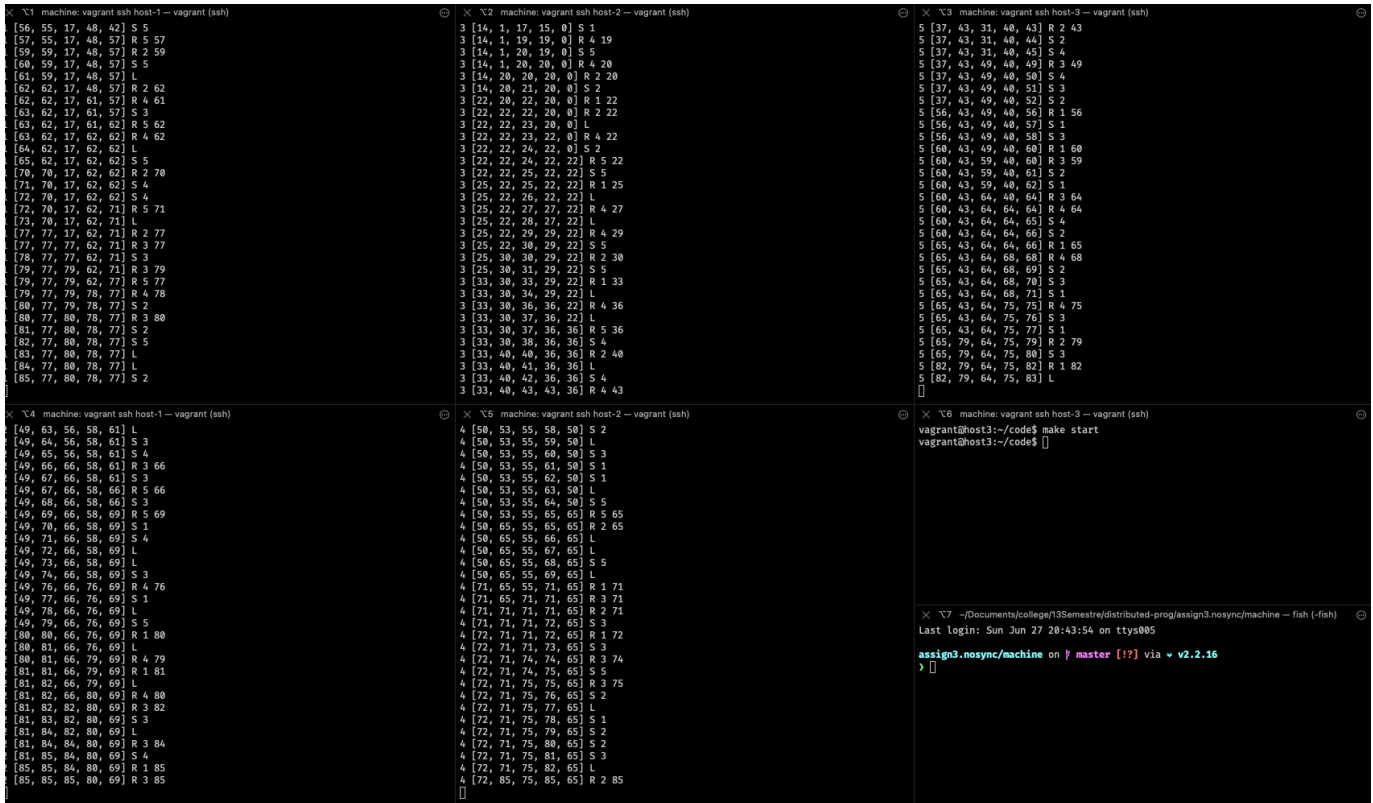 ⌥1 machine: vagrant ssh host-1 — vagrant (ssh)
[56, 55, 17, 48, 42] S 5
[57, 55, 17, 48, 57] R 5 57
[59, 59, 17, 48, 57] R 2 59
[60, 59, 17, 48, 57] S 5
[61, 59, 17, 48, 57] L
[62, 62, 17, 48, 57] R 2 62
[62, 62, 17, 61, 57] R 4 61
[63, 62, 17, 61, 57] S 3
[63, 62, 17, 61, 62] R 5 62
[63, 62, 17, 62, 62] R 4 62
[64, 62, 17, 62, 62] L
[65, 62, 17, 62, 62] S 5
[70, 70, 17, 62, 62] R 2 70
[71, 70, 17, 62, 62] S 4
[72, 70, 17, 62, 62] S 4
[72, 70, 17, 62, 71] R 5 71
[73, 70, 17, 62, 71] L
[77, 77, 17, 62, 71] R 2 77
[77, 77, 77, 62, 71] R 3 77
[78, 77, 77, 62, 71] S 3
[79, 77, 79, 62, 71] R 3 79
[79, 77, 79, 62, 77] R 5 77
[79, 77, 79, 78, 77] R 4 78
[80, 77, 79, 78, 77] S 2
[80, 77, 80, 78, 77] R 3 80
[81, 77, 80, 78, 77] S 2
[82, 77, 80, 78, 77] S 5
[83, 77, 80, 78, 77] L
[84, 77, 80, 78, 77] L
[85, 77, 80, 78, 77] S 2
⌥2 machine: vagrant ssh host-2 — vagrant (ssh)
3 [14, 1, 17, 15, 0] S 1
3 [14, 1, 19, 19, 0] R 4 19
3 [14, 1, 20, 19, 0] S 5
3 [14, 1, 20, 20, 0] R 4 20
3 [14, 20, 20, 20, 0] R 2 20
3 [14, 20, 21, 20, 0] S 2
3 [22, 20, 22, 20, 0] R 1 22
3 [22, 22, 22, 20, 0] R 2 22
3 [22, 22, 23, 20, 0] L
3 [22, 22, 23, 22, 0] R 4 22
3 [22, 22, 24, 22, 0] S 2
3 [22, 22, 24, 22, 22] R 5 22
3 [22, 22, 25, 22, 22] S 5
3 [25, 22, 25, 22, 22] R 1 25
3 [25, 22, 26, 22, 22] L
3 [25, 22, 27, 27, 22] R 4 27
3 [25, 22, 28, 27, 22] L
3 [25, 22, 29, 29, 22] R 4 29
3 [25, 22, 30, 29, 22] S 5
3 [25, 30, 30, 29, 22] R 2 30
3 [25, 30, 31, 29, 22] S 5
3 [33, 30, 33, 29, 22] R 1 33
3 [33, 30, 34, 29, 22] L
3 [33, 30, 36, 36, 22] R 4 36
3 [33, 30, 37, 36, 22] L
3 [33, 30, 37, 36, 36] R 5 36
3 [33, 30, 38, 36, 36] S 4
3 [33, 40, 40, 36, 36] R 2 40
3 [33, 40, 41, 36, 36] L
3 [33, 40, 42, 36, 36] S 4
3 [33, 40, 43, 43, 36] R 4 43
⌥3 machine: vagrant ssh host-3 — vagrant (ssh)
5 [37, 43, 31, 40, 43] R 2 43
5 [37, 43, 31, 40, 44] S 2
5 [37, 43, 31, 40, 45] S 4
5 [37, 43, 49, 40, 49] R 3 49
5 [37, 43, 49, 40, 50] S 4
5 [37, 43, 49, 40, 51] S 3
5 [37, 43, 49, 40, 52] S 2
5 [56, 43, 49, 40, 56] R 1 56
5 [56, 43, 49, 40, 57] S 1
5 [56, 43, 49, 40, 58] S 3
5 [60, 43, 49, 40, 60] R 1 60
5 [60, 43, 59, 40, 60] R 3 59
5 [60, 43, 59, 40, 61] S 2
5 [60, 43, 59, 40, 62] S 1
5 [60, 43, 64, 40, 64] R 3 64
5 [60, 43, 64, 64, 64] R 4 64
5 [60, 43, 64, 64, 65] S 4
5 [60, 43, 64, 64, 66] S 2
5 [65, 43, 64, 64, 66] R 1 65
5 [65, 43, 64, 68, 68] R 4 68
5 [65, 43, 64, 68, 69] S 2
5 [65, 43, 64, 68, 70] S 3
5 [65, 43, 64, 68, 71] S 1
5 [65, 43, 64, 75, 75] R 4 75
5 [65, 43, 64, 75, 76] S 3
5 [65, 43, 64, 75, 77] S 1
5 [65, 79, 64, 75, 79] R 2 79
5 [65, 79, 64, 75, 80] S 3
5 [82, 79, 64, 75, 82] R 1 82
5 [82, 79, 64, 75, 83] L
⌥4 machine: vagrant ssh host-1 — vagrant (ssh)
[49, 63, 56, 58, 61] L
[49, 64, 56, 58, 61] S 3
[49, 65, 56, 58, 61] S 4
[49, 66, 66, 58, 61] R 3 66
[49, 67, 66, 58, 61] S 3
[49, 67, 66, 58, 66] R 5 66
[49, 68, 66, 58, 66] S 3
[49, 69, 66, 58, 69] R 5 69
[49, 70, 66, 58, 69] S 1
[49, 71, 66, 58, 69] S 4
[49, 72, 66, 58, 69] L
[49, 73, 66, 58, 69] L
[49, 74, 66, 58, 69] S 3
[49, 76, 66, 76, 69] R 4 76
[49, 77, 66, 76, 69] S 1
[49, 78, 66, 76, 69] L
[49, 79, 66, 76, 69] S 5
[80, 80, 66, 76, 69] R 1 80
[80, 81, 66, 76, 69] L
[80, 81, 66, 79, 69] R 4 79
[81, 81, 66, 79, 69] R 1 81
[81, 82, 66, 79, 69] L
[81, 82, 66, 80, 69] R 4 80
[81, 82, 82, 80, 69] R 3 82
[81, 83, 82, 80, 69] S 3
[81, 84, 82, 80, 69] L
[81, 84, 84, 80, 69] R 3 84
[81, 85, 84, 80, 69] S 4
[85, 85, 84, 80, 69] R 1 85
[85, 85, 85, 80, 69] R 3 85
⌥5 machine: vagrant ssh host-2 — vagrant (ssh)
4 [50, 53, 55, 58, 50] S 2
4 [50, 53, 55, 59, 50] L
4 [50, 53, 55, 60, 50] S 3
4 [50, 53, 55, 61, 50] S 1
4 [50, 53, 55, 62, 50] S 1
4 [50, 53, 55, 63, 50] L
4 [50, 53, 55, 64, 50] S 5
4 [50, 53, 55, 65, 65] R 5 65
4 [50, 65, 55, 65, 65] R 2 65
4 [50, 65, 55, 66, 65] L
4 [50, 65, 55, 67, 65] L
4 [50, 65, 55, 68, 65] S 5
4 [50, 65, 55, 69, 65] L
4 [71, 65, 55, 71, 65] R 1 71
4 [71, 65, 71, 71, 65] R 3 71
4 [71, 71, 71, 71, 65] R 2 71
4 [71, 71, 71, 72, 65] S 3
4 [72, 71, 71, 72, 65] R 1 72
4 [72, 71, 71, 73, 65] S 3
4 [72, 71, 74, 74, 65] R 3 74
4 [72, 71, 74, 75, 65] S 5
4 [72, 71, 75, 75, 65] R 3 75
4 [72, 71, 75, 76, 65] S 2
4 [72, 71, 75, 77, 65] L
4 [72, 71, 75, 78, 65] S 1
4 [72, 71, 75, 79, 65] S 2
4 [72, 71, 75, 80, 65] S 2
4 [72, 71, 75, 81, 65] S 3
4 [72, 71, 75, 82, 65] L
4 [72, 85, 75, 85, 65] R 2 85
⌥6 machine: vagrant ssh host-3 — vagrant (ssh)
vagrant@host3:~/code$ make start
vagrant@host3:~/code$
⌥7 ~/Documents/college/13Semestre/distributed-prog/assign3.nosync/machine — fish (-fish)
Last login: Sun Jun 27 20:43:54 on ttys005
assign3.nosync/machine on master [!?] via v2.2.16
❯